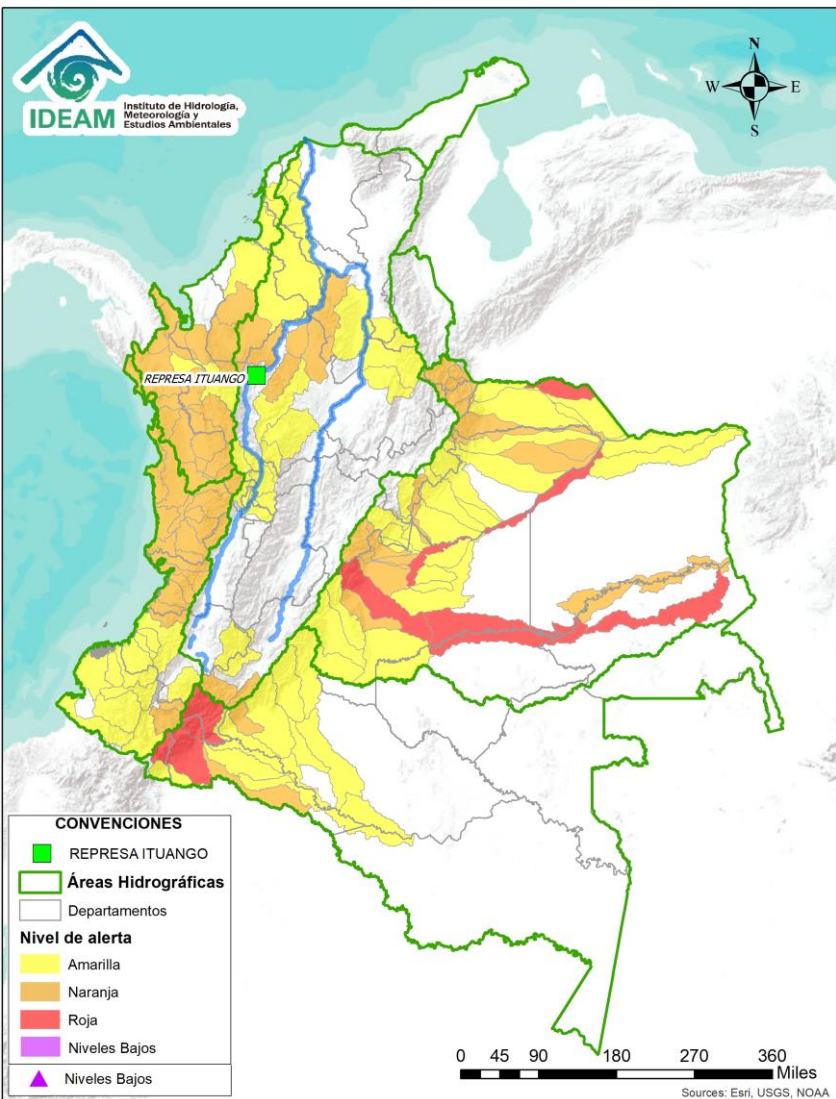 IDEAM
Instituto de Hidrología,
Meteorología y
Estudios Ambientales
N
W
E
S
REPRESA ITUANGO
CONVENCIONES
REPRESA ITUANGO
Áreas Hidrográficas
Departamentos
Nivel de alerta
Amarilla
Naranja
Roja
Niveles Bajos
Niveles Bajos
0 45 90 180 270 360
Miles
Sources: Esri, USGS, NOAA